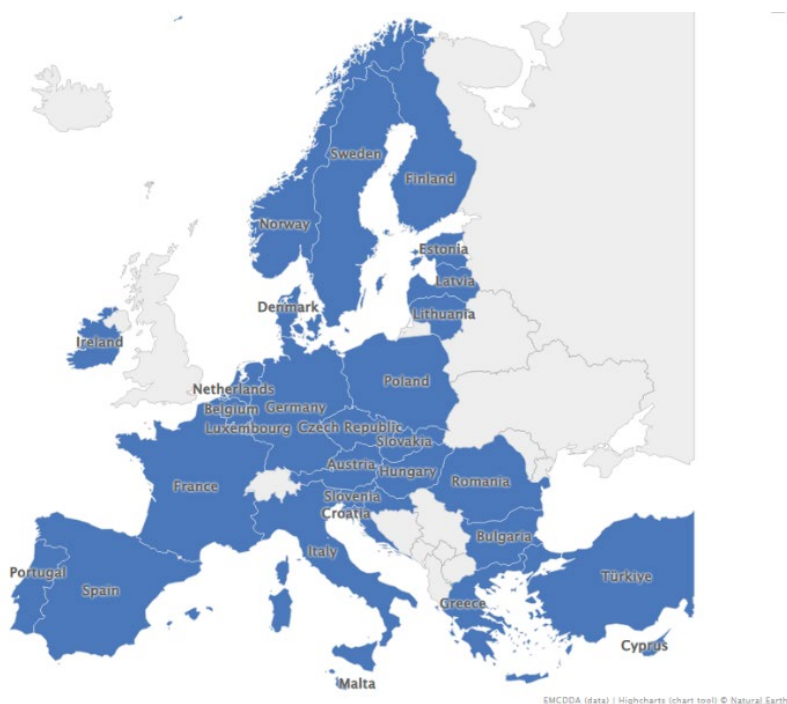 Sweden
Finland
Norway
Estonia
Latvia
Denmark
Lithuania
Ireland
Poland
Netherlands
Belgium
Germany
Luxembourg
Czech Republic
Slovakia
Austria
Hungary
France
Romania
Slovenia
Croatia
Bulgaria
Italy
Portugal
Spain
Türkiye
Greece
Cyprus
Malta
EMCDDA (data) | Highcharts (chart tool) © Natural Earth